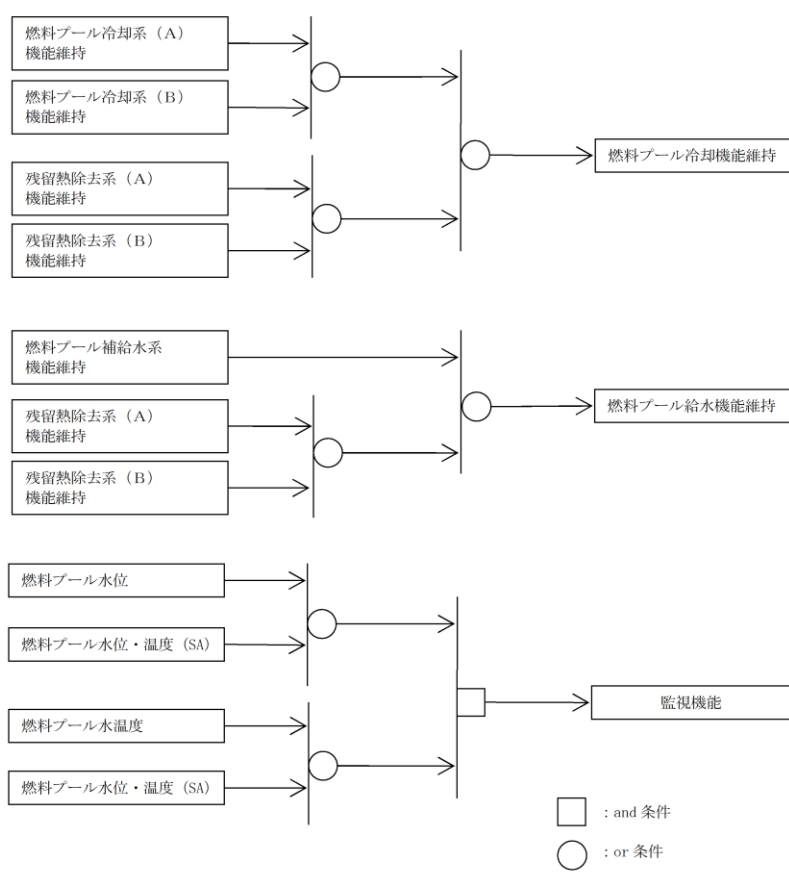 燃料プール冷却系（A）
機能維持
燃料プール冷却系（B）
機能維持
残留熱除去系（A）
機能維持
残留熱除去系（B）
機能維持
燃料プール冷却機能維持
燃料プール補給水系
機能維持
残留熱除去系（A）
機能維持
残留熱除去系（B）
機能維持
燃料プール給水機能維持
燃料プール水位
燃料プール水位・温度（SA）
燃料プール水温度
燃料プール水位・温度（SA）
監視機能
：and 条件
：or 条件